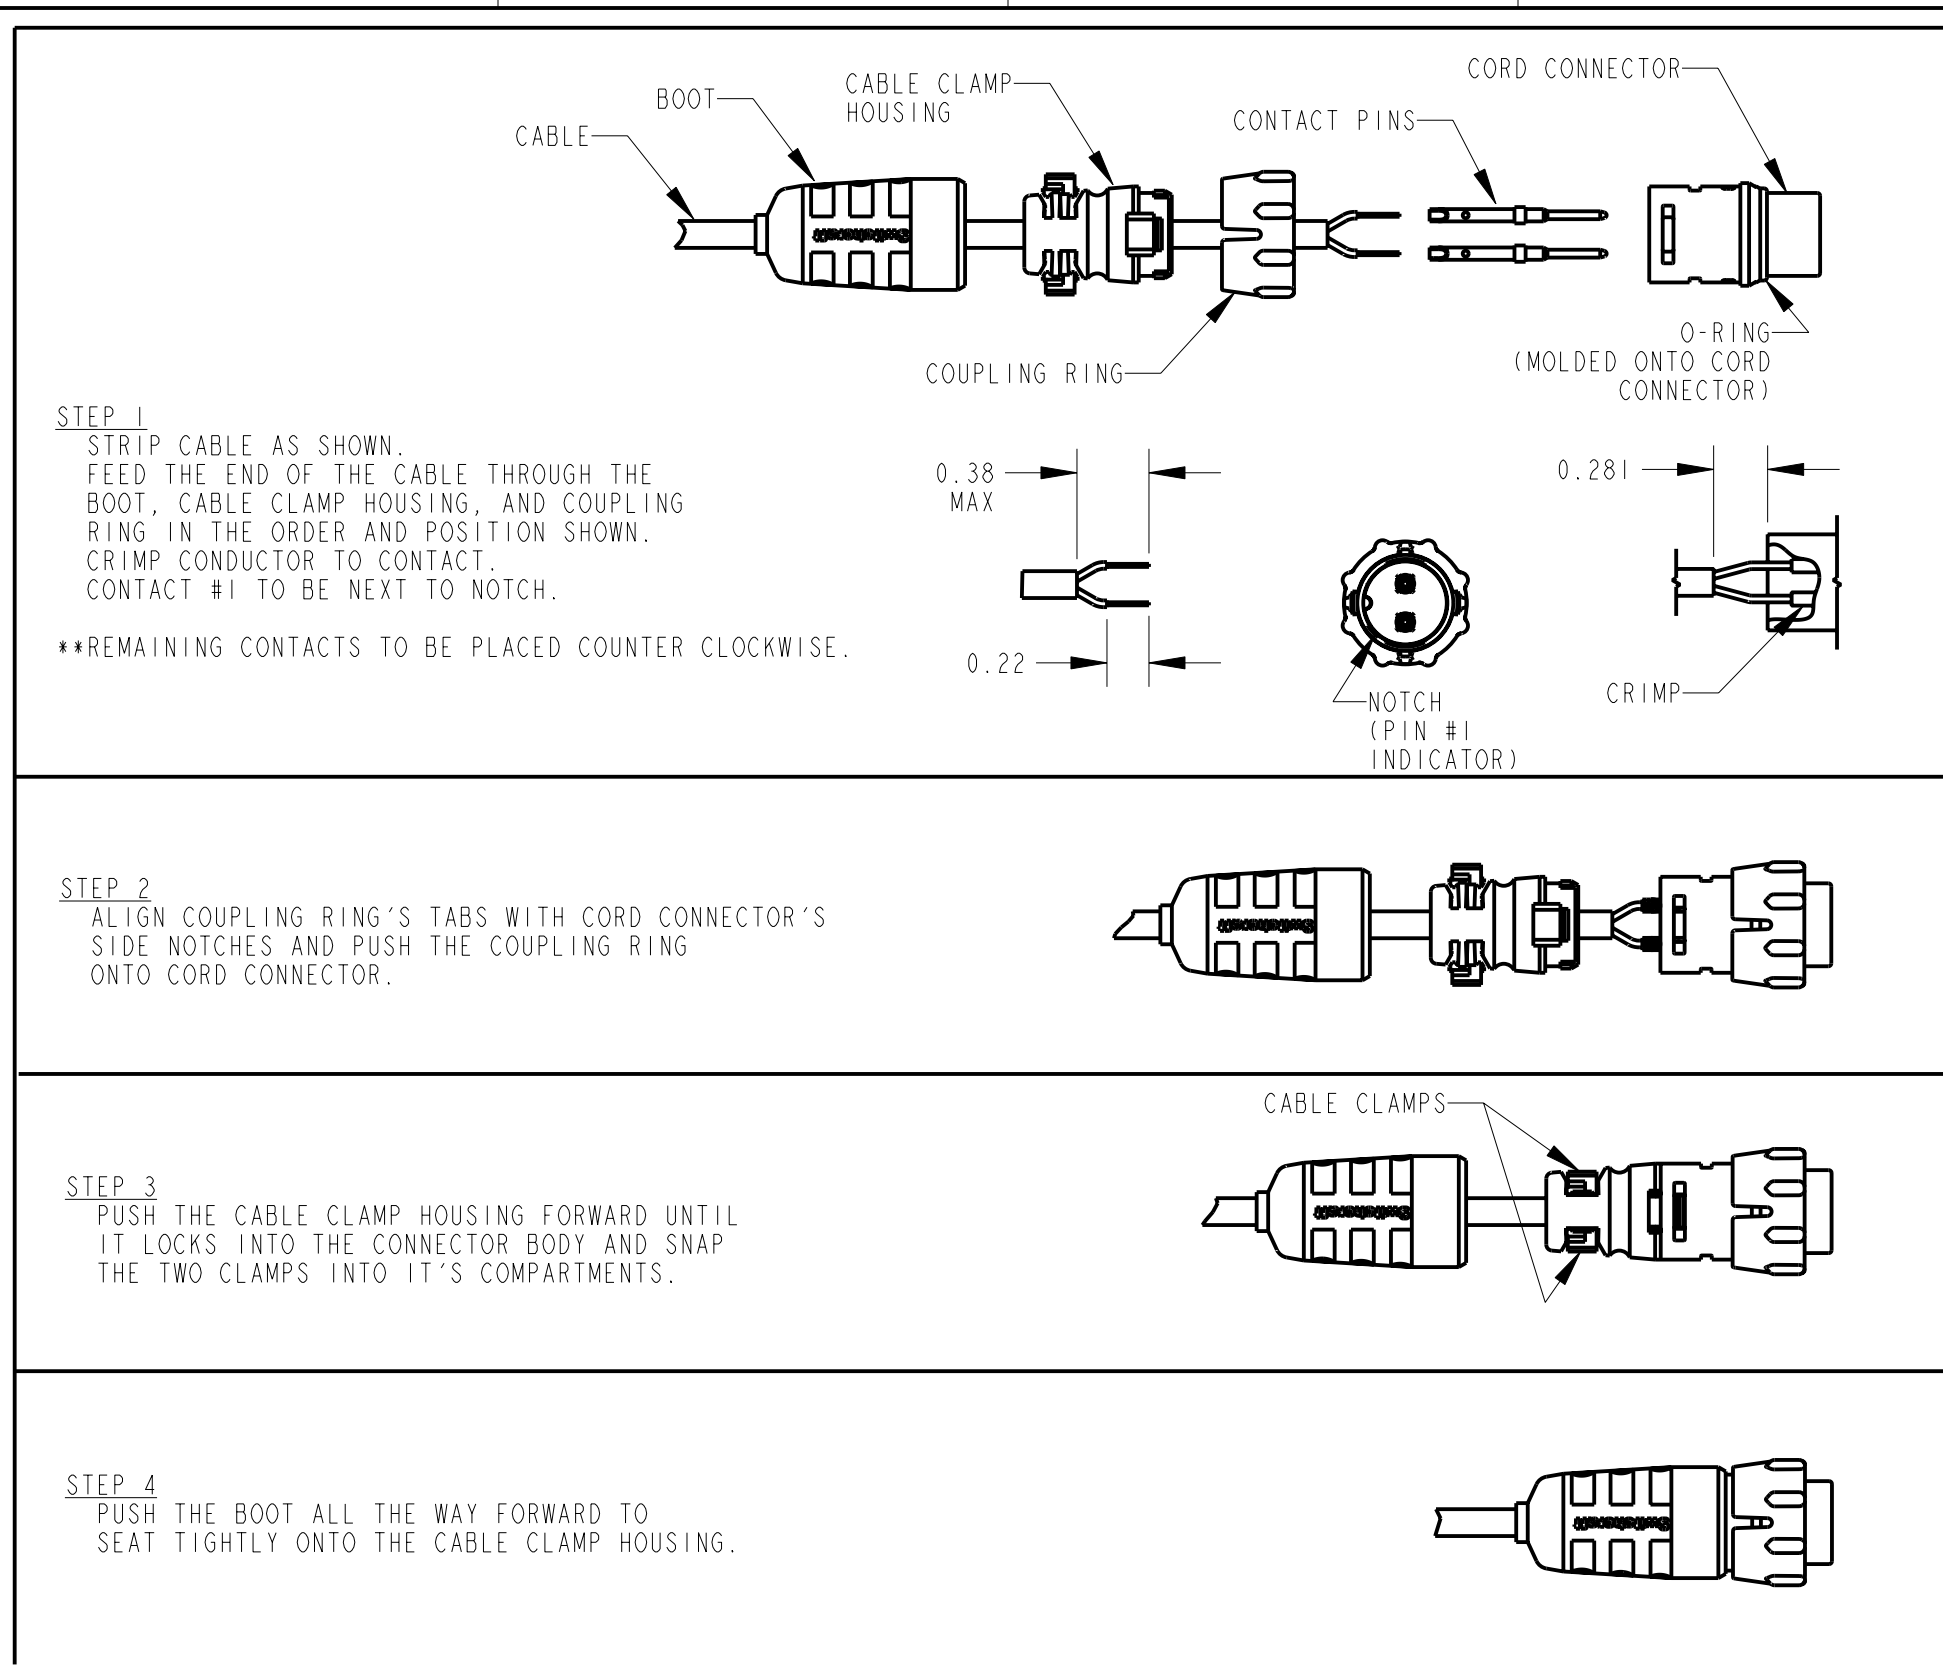 CORD CONNECTOR
CABLE CLAMP
HOUSING
BOOT
CONTACT PINS
CABLE
Switchcraft
O-RING
(MOLDED ONTO CORD
CONNECTOR)
COUPLING RING
STEP 1
STRIP CABLE AS SHOWN.
FEED THE END OF THE CABLE THROUGH THE
BOOT, CABLE CLAMP HOUSING, AND COUPLING
RING IN THE ORDER AND POSITION SHOWN.
CRIMP CONDUCTOR TO CONTACT.
CONTACT #1 TO BE NEXT TO NOTCH.
**REMAINING CONTACTS TO BE PLACED COUNTER CLOCKWISE.
0.38
MAX
0.22
0.281
NOTCH
(PIN #1
INDICATOR)
CRIMP
STEP 2
ALIGN COUPLING RING'S TABS WITH CORD CONNECTOR'S
SIDE NOTCHES AND PUSH THE COUPLING RING
ONTO CORD CONNECTOR.
Switchcraft
CABLE CLAMPS
STEP 3
PUSH THE CABLE CLAMP HOUSING FORWARD UNTIL
IT LOCKS INTO THE CONNECTOR BODY AND SNAP
THE TWO CLAMPS INTO IT'S COMPARTMENTS.
Switchcraft
STEP 4
PUSH THE BOOT ALL THE WAY FORWARD TO
SEAT TIGHTLY ONTO THE CABLE CLAMP HOUSING.
Switchcraft